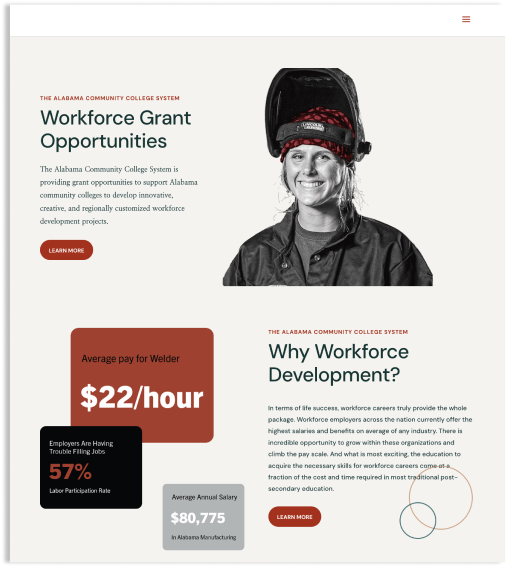 THE ALABAMA COMMUNITY COLLEGE SYSTEM
Workforce Grant
Opportunities
The Alabama Community College System is
providing grant opportunities to support Alabama
community colleges to develop innovative,
creative, and regionally customized workforce
development projects.
LEARN MORE
LINCOLN
ELECTRIC
Average pay for Welder
$22/hour
Employers Are Having
Trouble Filling Jobs
57%
Labor Participation Rate
Average Annual Salary
$80,775
in Alabama Manufacturing
THE ALABAMA COMMUNITY COLLEGE SYSTEM
Why Workforce
Development?
In terms of life success, workforce careers truly provide the whole
package. Workforce employers across the nation currently offer the
highest salaries and benefits on average of any industry. There is
incredible opportunity to grow within these organizations and
climb the pay scale. And what is most exciting, the education to
acquire the necessary skills for workforce careers come at a
fraction of the cost and time required in most traditional post-
secondary education.
LEARN MORE